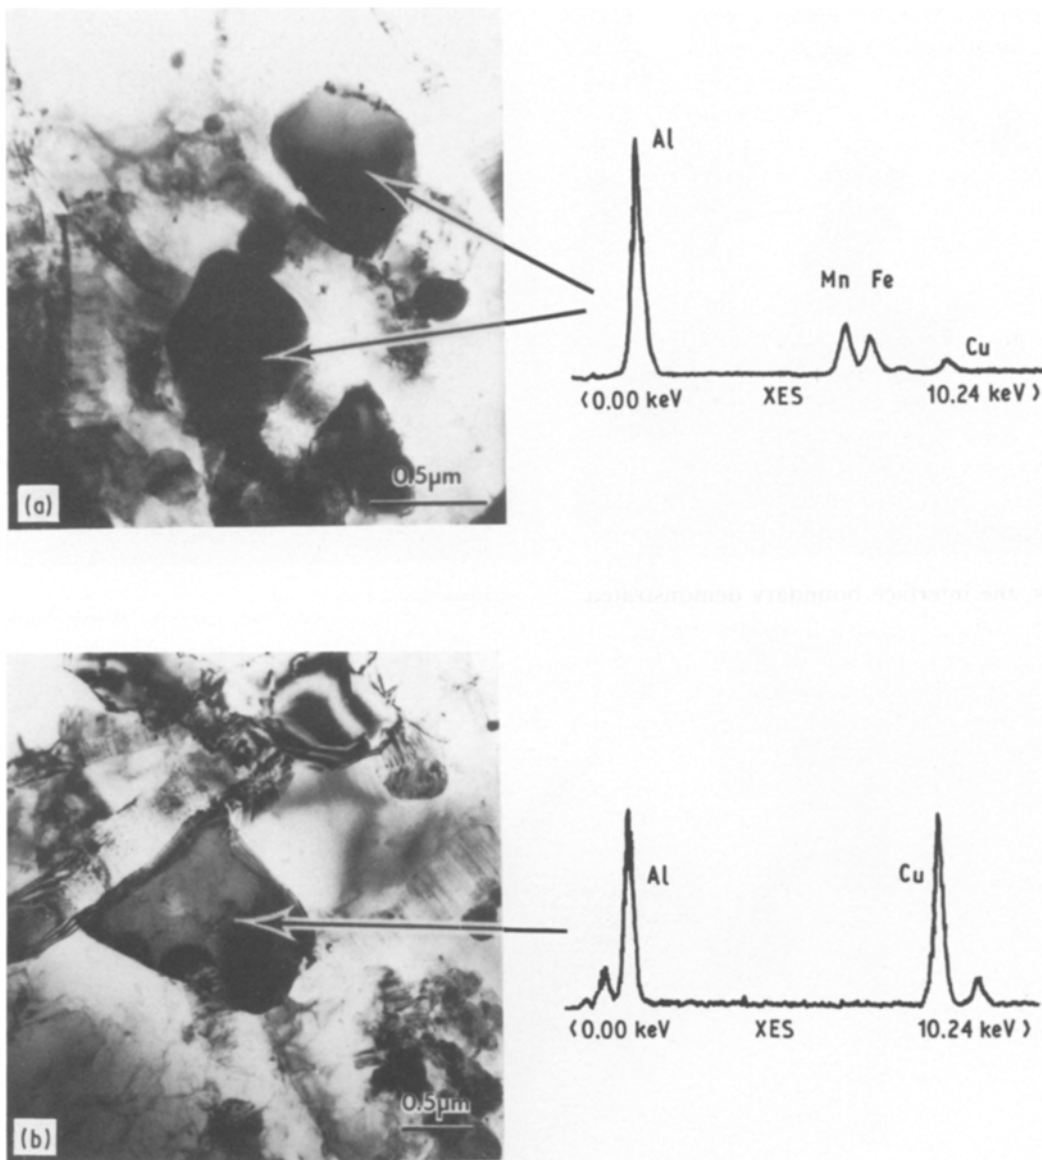 Al
Mn Fe
Cu
<0.00 keV XES 10.24 keV>
0.5µm
(a)
the interface boundary demonstrated
Al
Cu
<0.00 keV XES 10.24 keV>
0.5µm
(b)